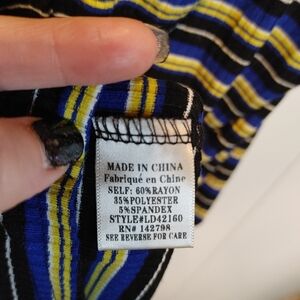 MADE IN CHINA
Fabriqué en Chine
SELF: 60%RAYON
35%POLYESTER
5%SPANDEX
STYLE#LD42160
RN# 142798
SEE REVERSE FOR CARE